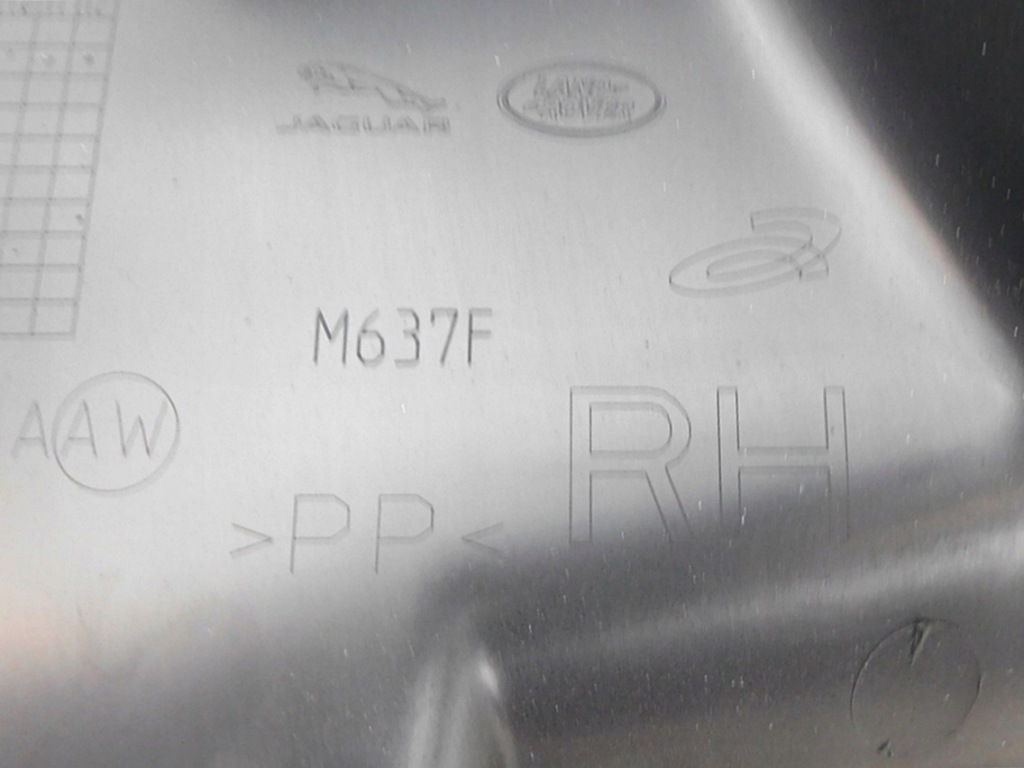 JAGUAR
LAND-
ROVER
M637F
AAW
>PP<
RH